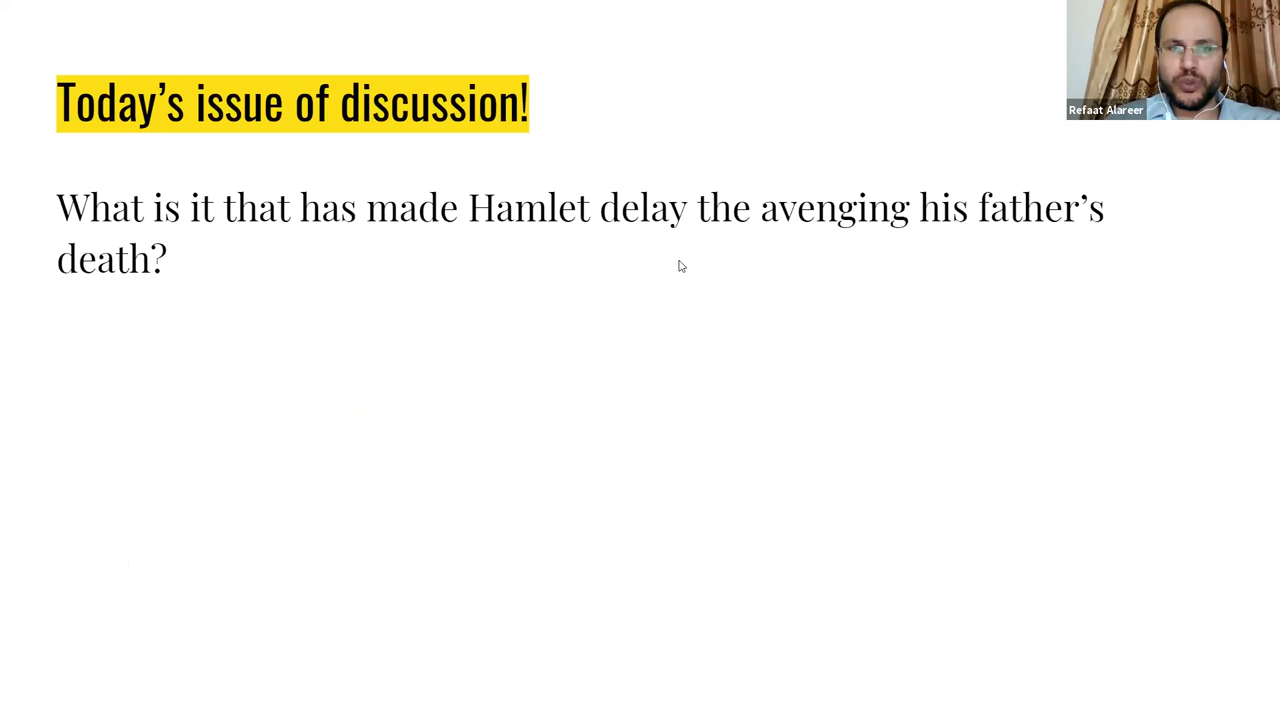 Today’s issue of discussion!
Refaat Alareer
What is it that has made Hamlet delay the avenging his father’s
death?